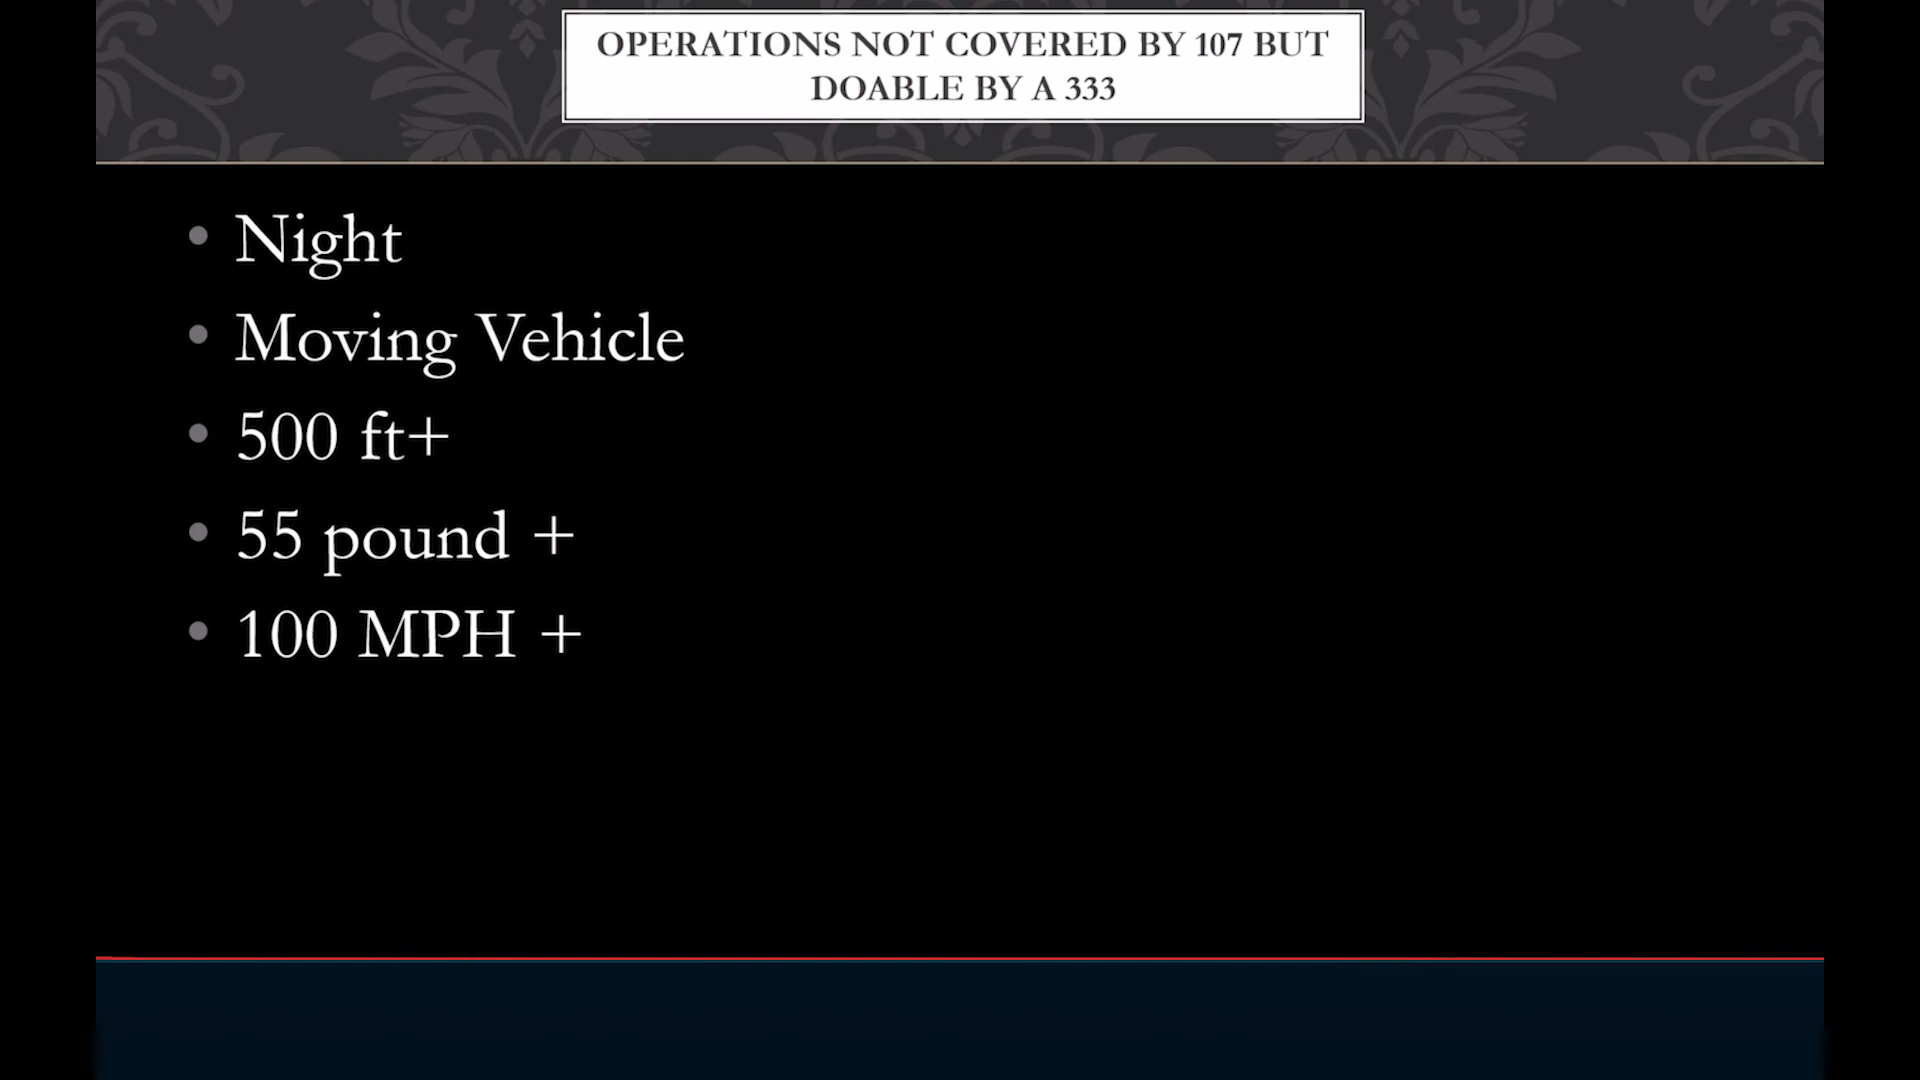 OPERATIONS NOT COVERED BY 107 BUT
DOABLE BY A 333
• Night
• Moving Vehicle
• 500 ft+
• 55 pound +
• 100 MPH +